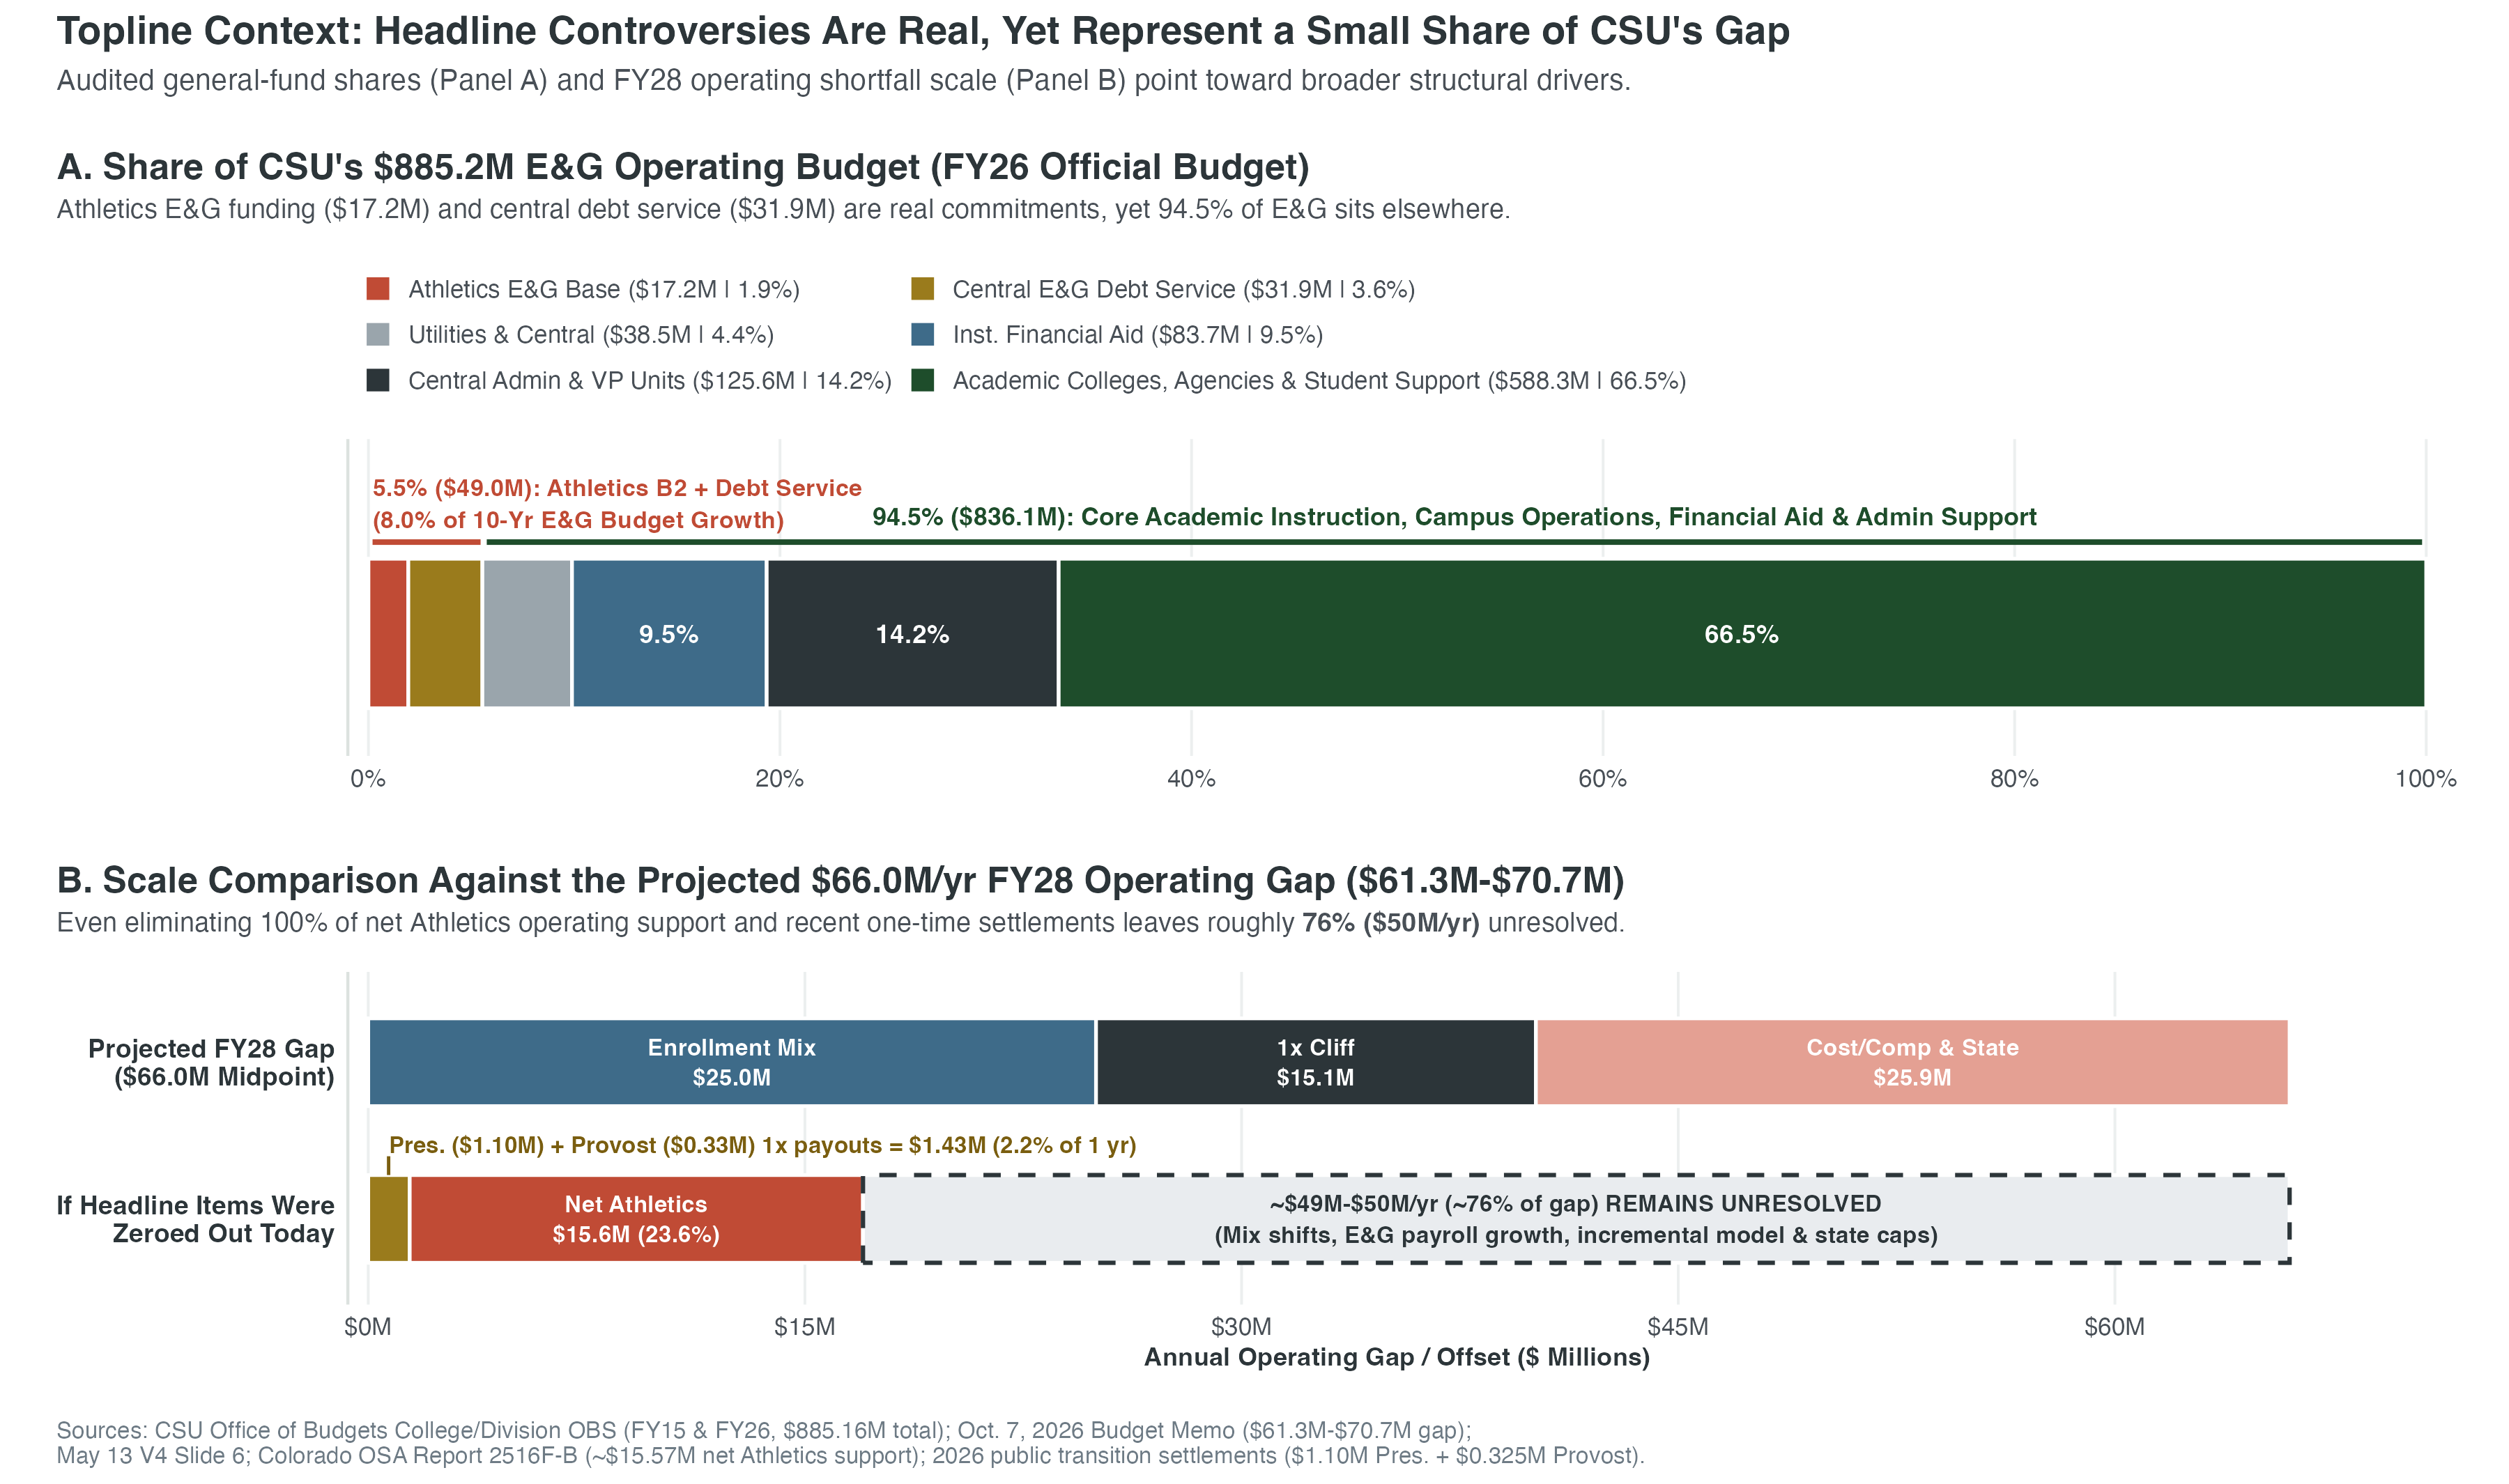 Topline Context: Headline Controversies Are Real, Yet Represent a Small Share of CSU's Gap
Audited general-fund shares (Panel A) and FY28 operating shortfall scale (Panel B) point toward broader structural drivers.
A. Share of CSU's $885.2M E&G Operating Budget (FY26 Official Budget)
Athletics E&G funding ($17.2M) and central debt service ($31.9M) are real commitments, yet 94.5% of E&G sits elsewhere.
Athletics E&G Base ($17.2M | 1.9%)
Central E&G Debt Service ($31.9M | 3.6%)
Utilities & Central ($38.5M | 4.4%)
Inst. Financial Aid ($83.7M | 9.5%)
Central Admin & VP Units ($125.6M | 14.2%)
Academic Colleges, Agencies & Student Support ($588.3M | 66.5%)
5.5% ($49.0M): Athletics B2 + Debt Service
(8.0% of 10-Yr E&G Budget Growth)
94.5% ($836.1M): Core Academic Instruction, Campus Operations, Financial Aid & Admin Support
9.5%
14.2%
66.5%
0%
20%
40%
60%
80%
100%
B. Scale Comparison Against the Projected $66.0M/yr FY28 Operating Gap ($61.3M-$70.7M)
Even eliminating 100% of net Athletics operating support and recent one-time settlements leaves roughly 76% ($50M/yr) unresolved.
Projected FY28 Gap
($66.0M Midpoint)
Enrollment Mix
$25.0M
1x Cliff
$15.1M
Cost/Comp & State
$25.9M
Pres. ($1.10M) + Provost ($0.33M) 1x payouts = $1.43M (2.2% of 1 yr)
If Headline Items Were
Zeroed Out Today
Net Athletics
$15.6M (23.6%)
~$49M-$50M/yr (~76% of gap) REMAINS UNRESOLVED
(Mix shifts, E&G payroll growth, incremental model & state caps)
$0M
$15M
$30M
$45M
$60M
Annual Operating Gap / Offset ($ Millions)
Sources: CSU Office of Budgets College/Division OBS (FY15 & FY26, $885.16M total); Oct. 7, 2026 Budget Memo ($61.3M-$70.7M gap);
May 13 V4 Slide 6; Colorado OSA Report 2516F-B (~$15.57M net Athletics support); 2026 public transition settlements ($1.10M Pres. + $0.325M Provost).